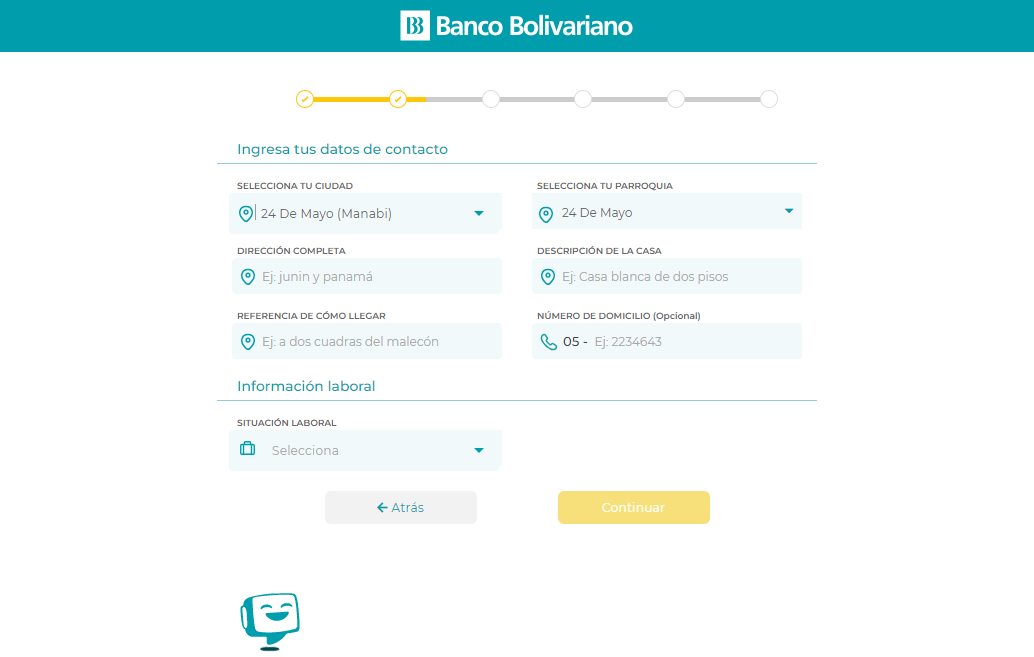 Banco Bolivariano
Ingresa tus datos de contacto
SELECCIONA TU CIUDAD
24 De Mayo (Manabi)
SELECCIONA TU PARROQUIA
24 De Mayo
DIRECCIÓN COMPLETA
Ej: junin y panamá
DESCRIPCIÓN DE LA CASA
Ej: Casa blanca de dos pisos
REFERENCIA DE CÓMO LLEGAR
Ej: a dos cuadras del malecón
NÚMERO DE DOMICILIO (Opcional)
05 - Ej: 2234643
Información laboral
SITUACIÓN LABORAL
Selecciona
Atrás
Continuar